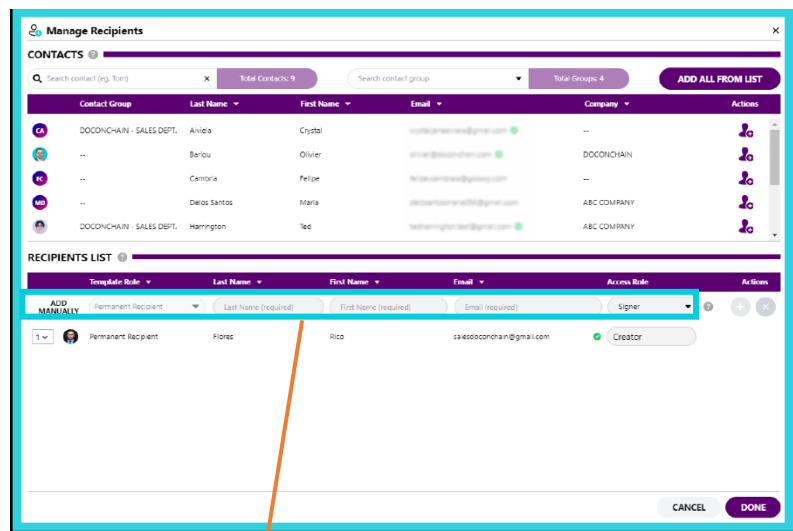 Manage Recipients ×
CONTACTS ?
Search contact (eg. Tom) × Total Contacts: 9 Search contact group Total Groups: 4 ADD ALL FROM LIST
Contact Group Last Name First Name Email Company Actions
CA DOCONCHAIN - SALES DEPT. Alviela Crystal --
-- Bariou Olivier DOCONCHAIN
FC -- Cambria Felipe --
MD -- Delos Santos Maria ABC COMPANY
DOCONCHAIN - SALES DEPT. Harrington Ted ABC COMPANY
RECIPIENTS LIST ?
Template Role Last Name First Name Email Access Role Actions
ADD MANUALLY Permanent Recipient Last Name (required) First Name (required) Email (required) Signer ? + ×
1 Permanent Recipient Flores Rico salesdoconchain@gmail.com Creator
CANCEL DONE